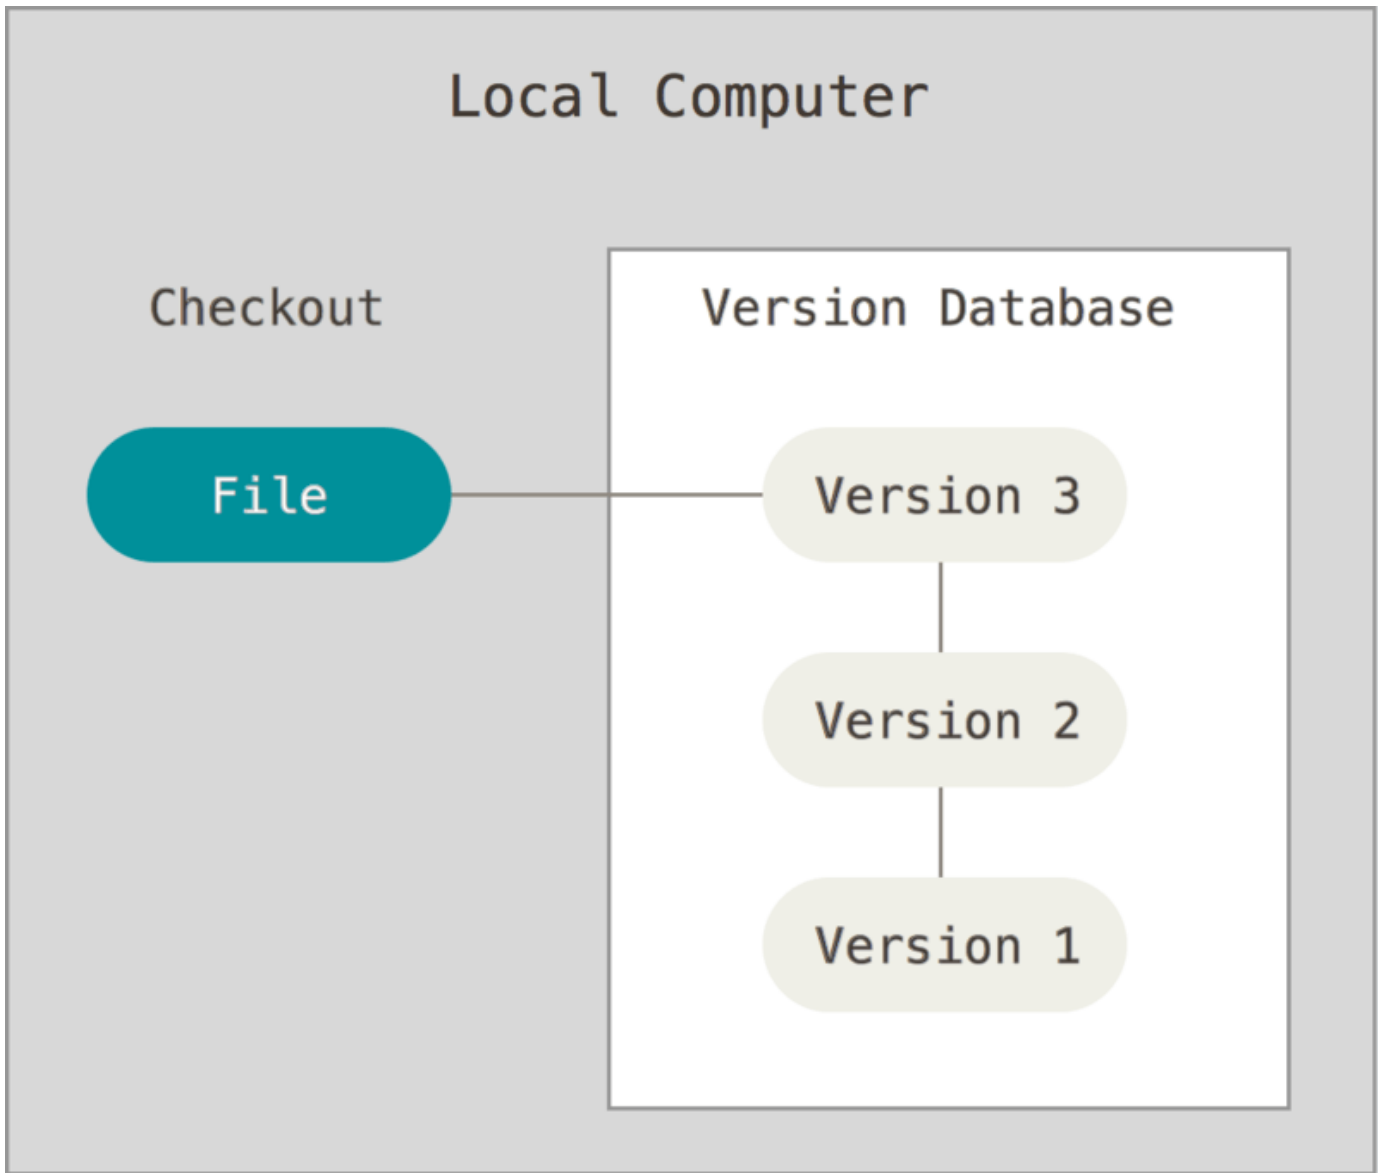 Local Computer
Checkout
Version Database
File
Version 3
Version 2
Version 1